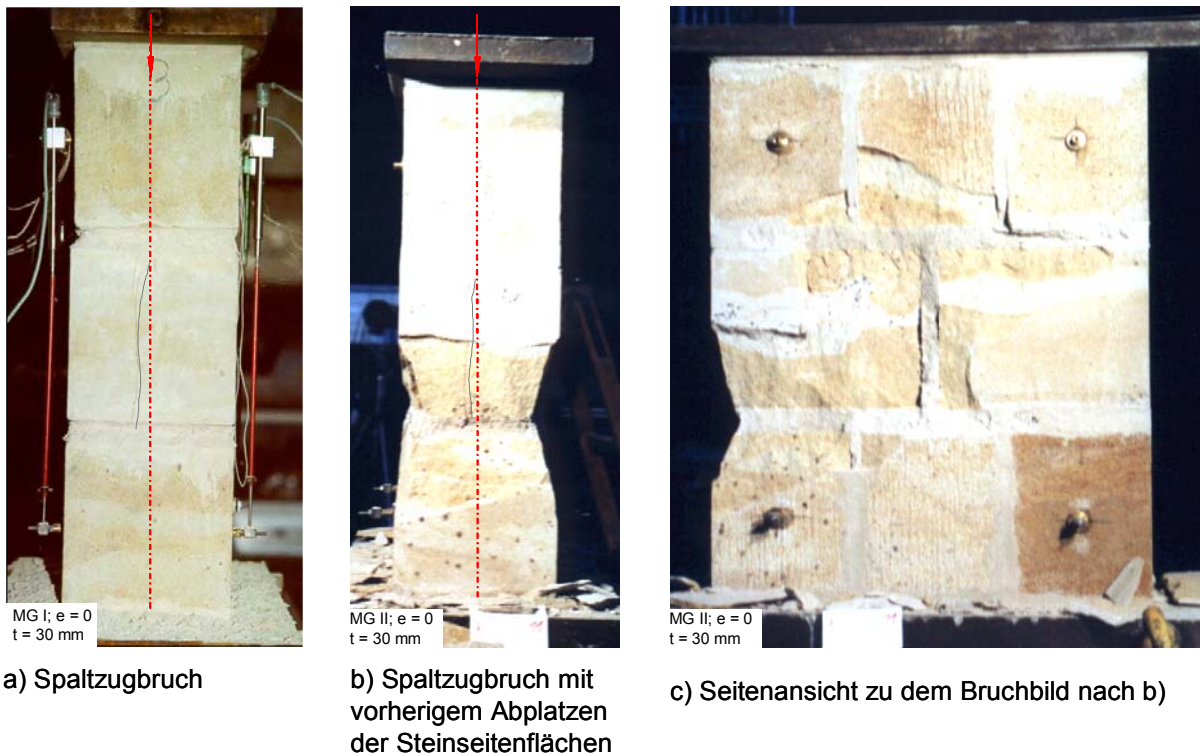 MG I; e = 0
t = 30 mm
MG II; e = 0
t = 30 mm
MG II; e = 0
t = 30 mm
a) Spaltzugbruch
b) Spaltzugbruch mit
vorherigem Abplatzen
der Steinseitenflächen
c) Seitenansicht zu dem Bruchbild nach b)